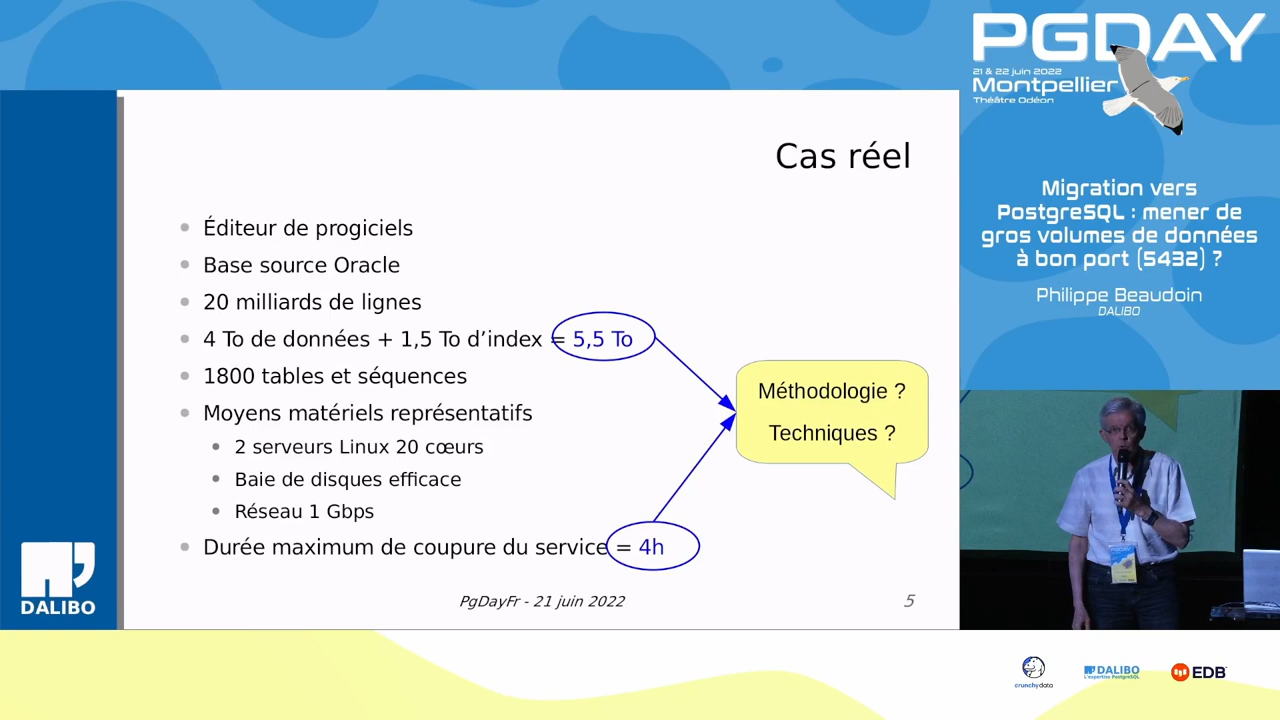 PGDAY
21 & 22 juin 2022
Montpellier
Théâtre Odéon
Cas réel
Éditeur de progiciels
Base source Oracle
20 milliards de lignes
4 To de données + 1,5 To d’index = 5,5 To
1800 tables et séquences
Moyens matériels représentatifs
2 serveurs Linux 20 cœurs
Baie de disques efficace
Réseau 1 Gbps
Durée maximum de coupure du service = 4h
Méthodologie ?
Techniques ?
DALIBO
PgDayFr - 21 juin 2022
5
Migration vers
PostgreSQL : mener de
gros volumes de données
à bon port (5432) ?
Philippe Beaudoin
DALIBO
PGDAY
crunchydata
DALIBO
L'expertise PostgreSQL
EDB